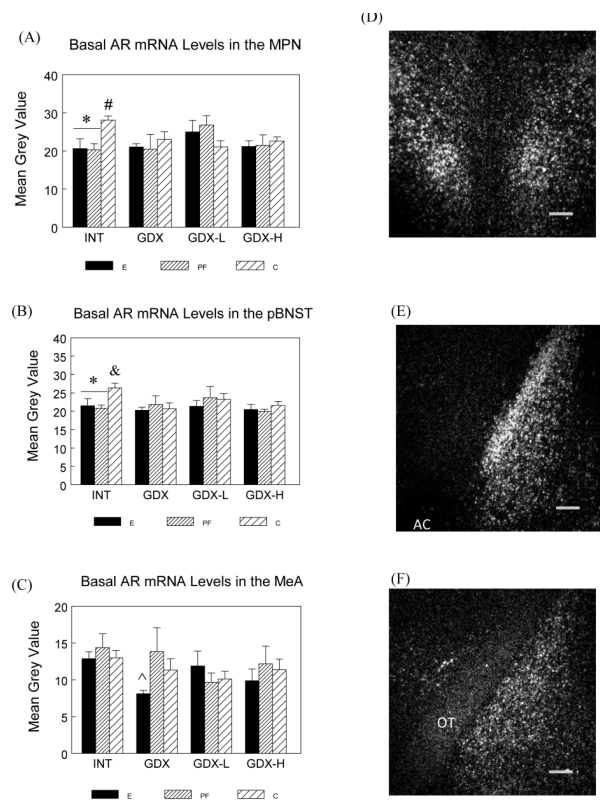 (A)
Basal AR mRNA Levels in the MPN
Mean Grey Value
40
30
20
10
0
*
#
INT
GDX
GDX-L
GDX-H
E
PF
C
(B)
Basal AR mRNA Levels in the pBNST
Mean Grey Value
40
35
30
25
20
15
10
5
0
*
&
INT
GDX
GDX-L
GDX-H
E
PF
C
(C)
Basal AR mRNA Levels in the MeA
Mean Grey Value
20
15
10
5
0
^
INT
GDX
GDX-L
GDX-H
E
PF
C
(D)
(E)
AC
(F)
OT